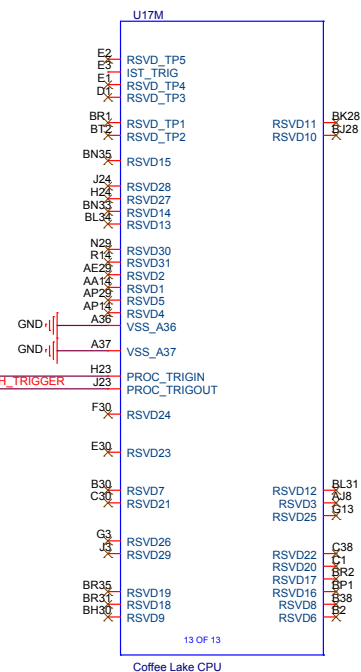 U17M
E2 RSVD_TP5
E3 IST_TRIG
E1 RSVD_TP4
D1 RSVD_TP3
BR1 RSVD_TP1 RSVD11 BK28
BT2 RSVD_TP2 RSVD10 BJ28
BN35 RSVD15
J24 RSVD28
H24 RSVD27
BN33 RSVD14
BL34 RSVD13
N29 RSVD30
R14 RSVD31
AE29 RSVD2
AA14 RSVD1
AP29 RSVD5
AP14 RSVD4
GND A36 VSS_A36
GND A37 VSS_A37
H23 PROC_TRIGIN
H_TRIGGER J23 PROC_TRIGOUT
F30 RSVD24
E30 RSVD23
B30 RSVD7 RSVD12 BL31
C30 RSVD21 RSVD3 AJ8
RSVD25 G13
G3 RSVD26
J3 RSVD29 RSVD22 C38
RSVD20 C1
RSVD17 BR2
BR35 RSVD19 RSVD16 BP1
BR31 RSVD18 RSVD8 B38
BH30 RSVD9 RSVD6 B2
13 OF 13
Coffee Lake CPU